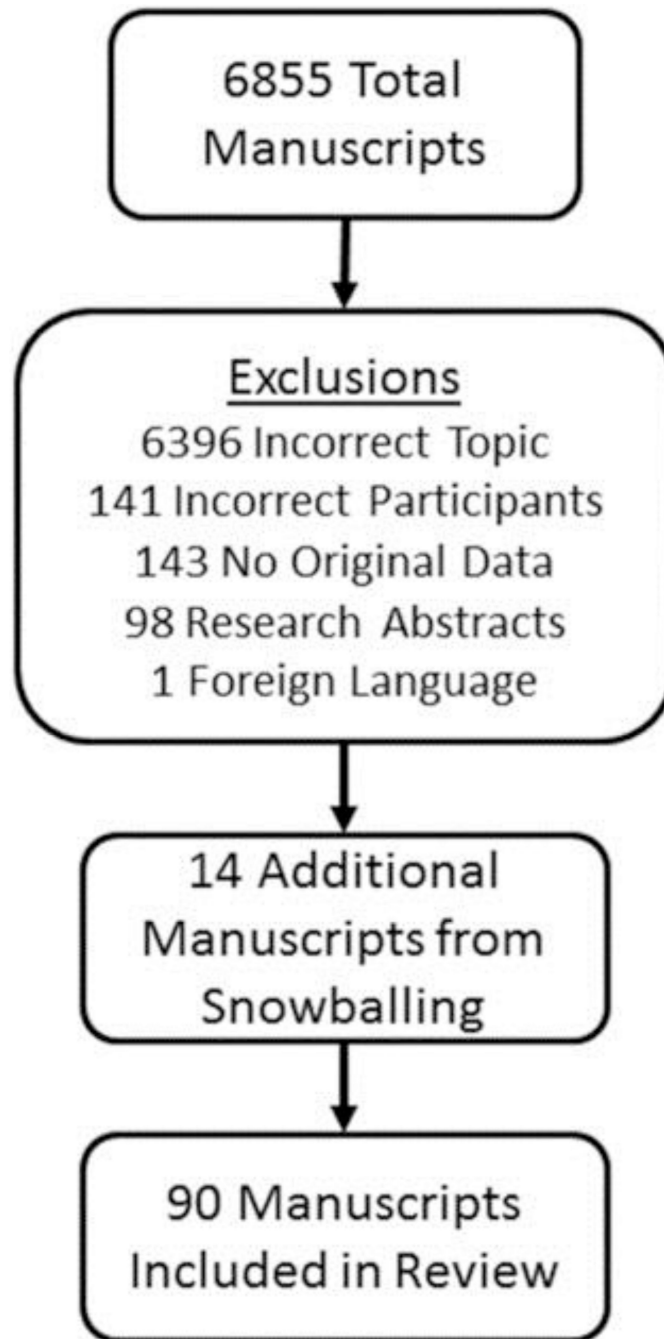 6855 Total
Manuscripts
Exclusions
6396 Incorrect Topic
141 Incorrect Participants
143 No Original Data
98 Research Abstracts
1 Foreign Language
14 Additional
Manuscripts from
Snowballing
90 Manuscripts
Included in Review